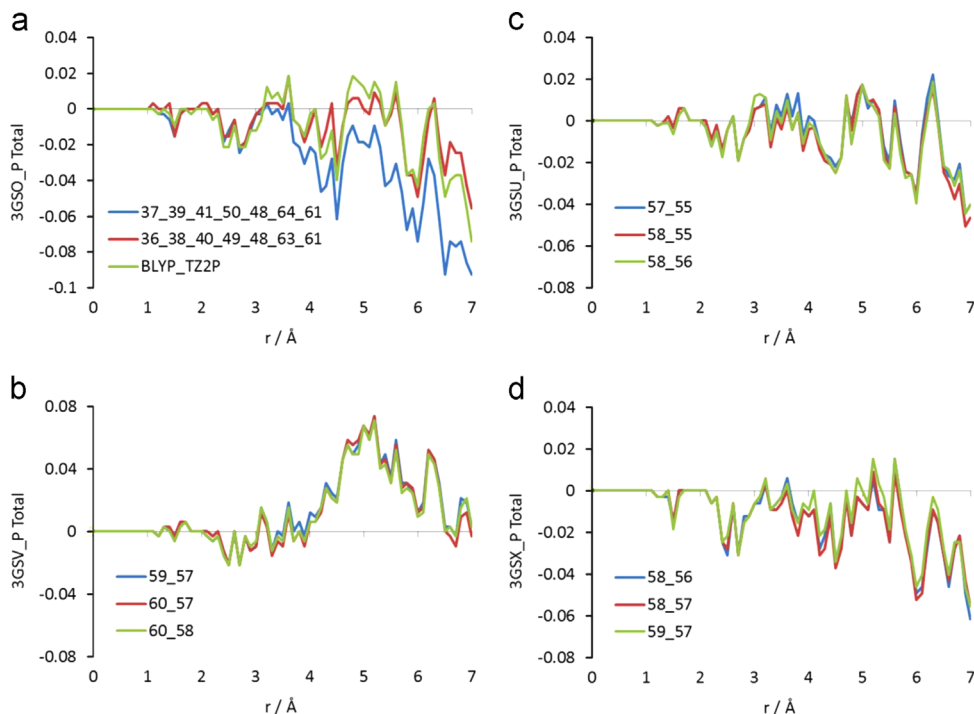 a
0.04
0.02
0
-0.02
-0.04
-0.06
-0.08
-0.1
3GSO_P Total
37_39_41_50_48_64_61
36_38_40_49_48_63_61
BLYP_TZ2P
0 1 2 3 4 5 6 7
r / Å
b
0.08
0.04
0
-0.04
-0.08
3GSV_P Total
59_57
60_57
60_58
0 1 2 3 4 5 6 7
r / Å
c
0.04
0.02
0
-0.02
-0.04
-0.06
-0.08
3GSU_P Total
57_55
58_55
58_56
0 1 2 3 4 5 6 7
r / Å
d
0.04
0.02
0
-0.02
-0.04
-0.06
-0.08
3GSX_P Total
58_56
58_57
59_57
0 1 2 3 4 5 6 7
r / Å